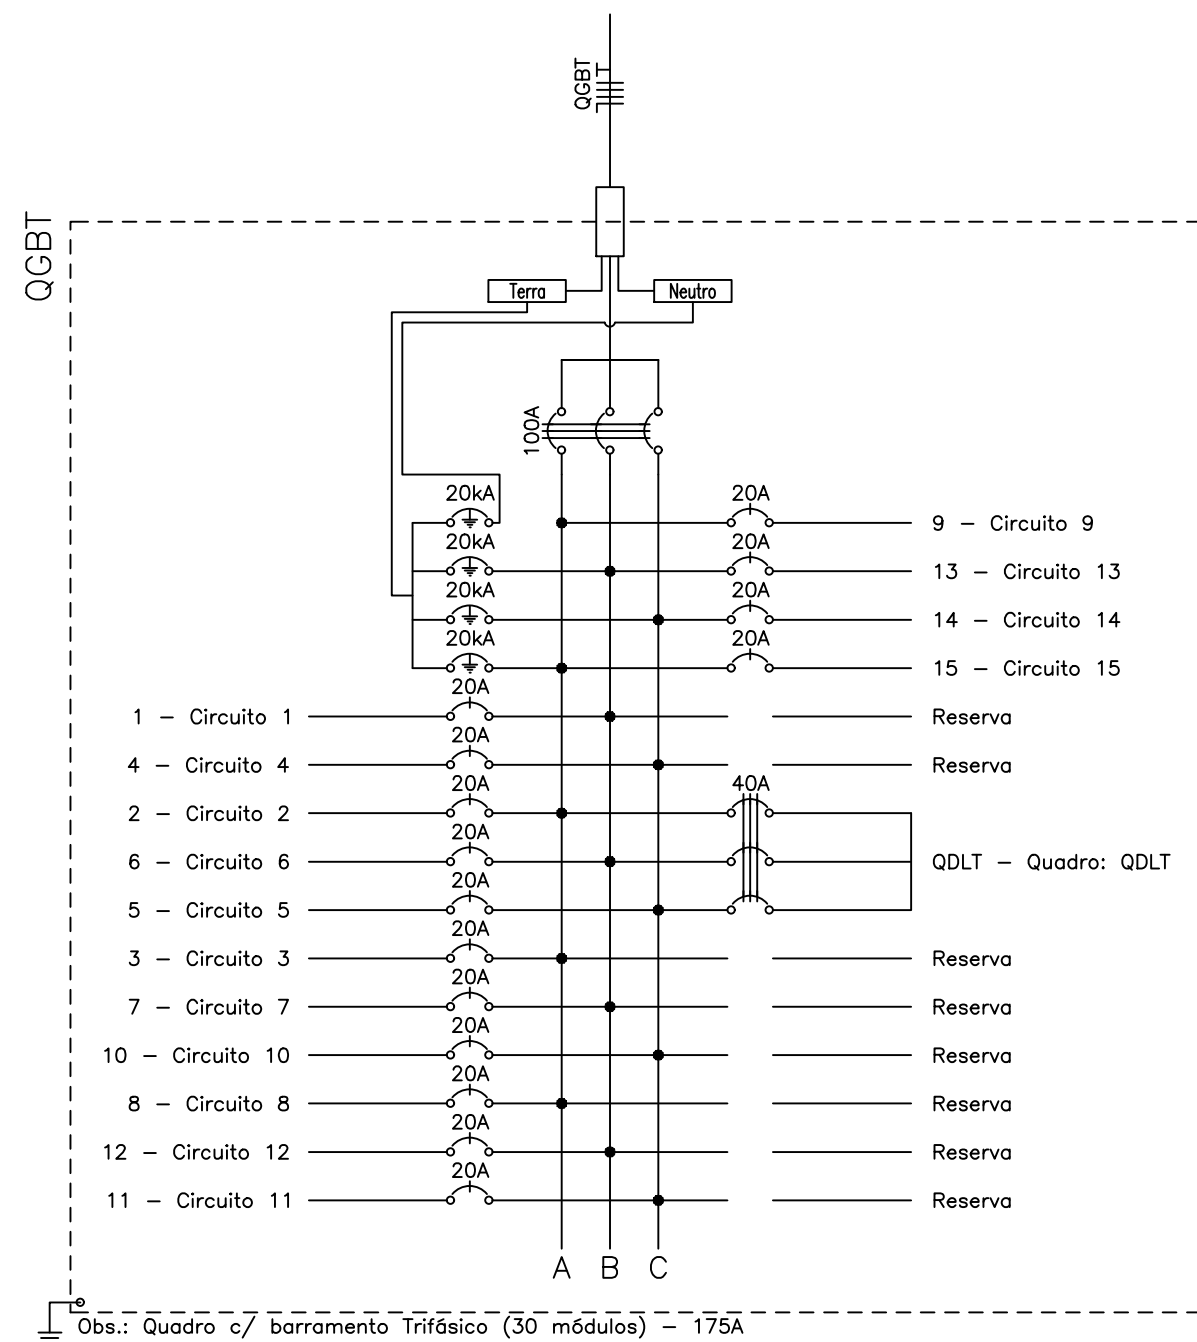 QGBT
QGBT
Terra
Neutro
100A
20kA
20A
9 – Circuito 9
20kA
20A
13 – Circuito 13
20kA
20A
14 – Circuito 14
20kA
20A
15 – Circuito 15
20A
1 – Circuito 1
Reserva
20A
4 – Circuito 4
Reserva
20A
40A
2 – Circuito 2
20A
6 – Circuito 6
QDLT – Quadro: QDLT
20A
5 – Circuito 5
20A
3 – Circuito 3
Reserva
20A
7 – Circuito 7
Reserva
20A
10 – Circuito 10
Reserva
20A
8 – Circuito 8
Reserva
20A
12 – Circuito 12
Reserva
20A
11 – Circuito 11
Reserva
A B C
Obs.: Quadro c/ barramento Trifásico (30 módulos) – 175A